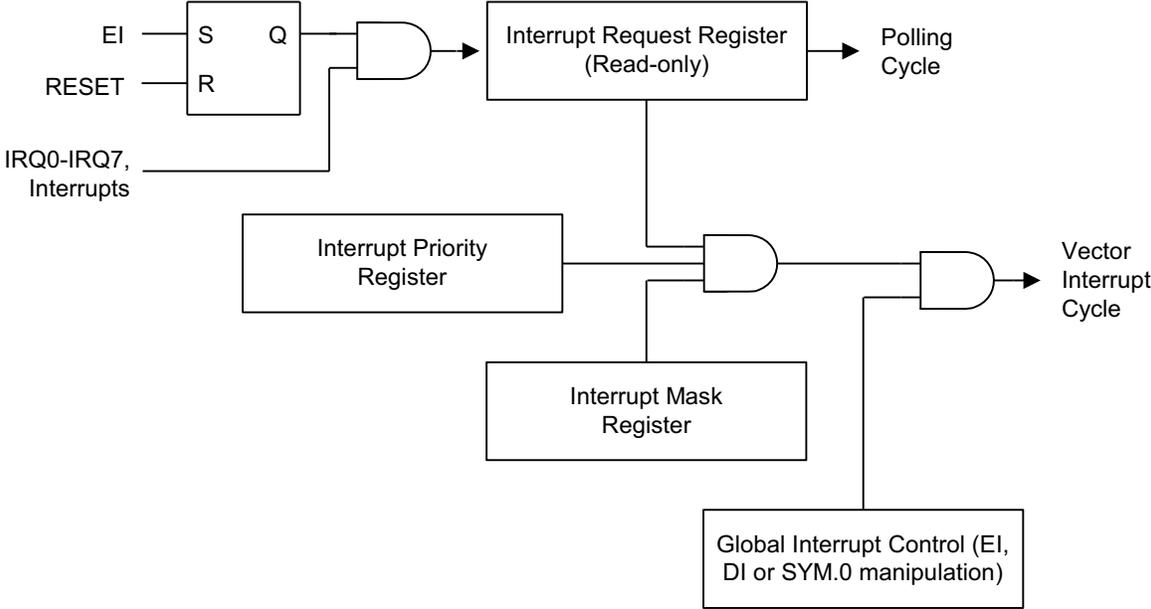 EI
S
Q
RESET
R
IRQ0-IRQ7,
Interrupts
Interrupt Request Register
(Read-only)
Polling
Cycle
Interrupt Priority
Register
Vector
Interrupt
Cycle
Interrupt Mask
Register
Global Interrupt Control (EI,
DI or SYM.0 manipulation)